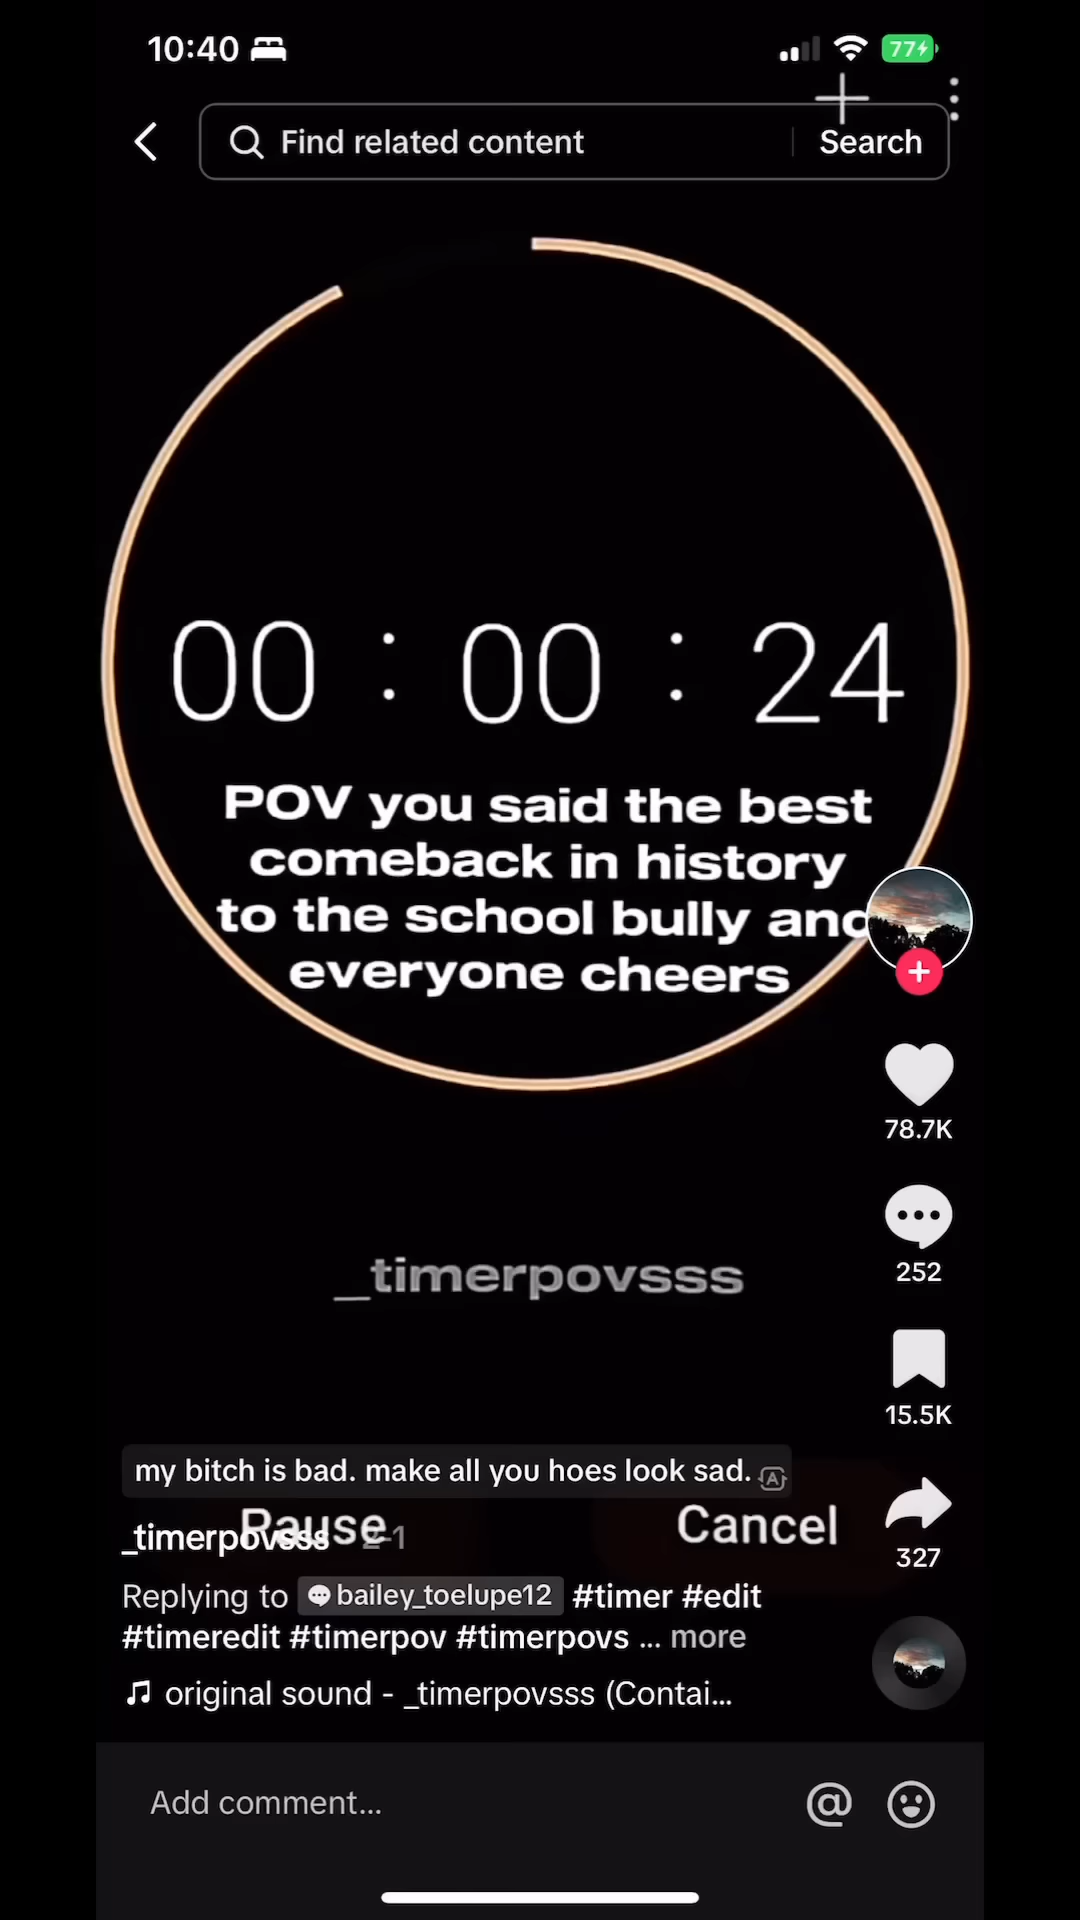 10:40
77
Find related content
Search
00 : 00 : 24
POV you said the best
comeback in history
to the school bully and
everyone cheers
78.7K
252
_timerpovsss
15.5K
my bitch is bad. make all you hoes look sad.
Pause
Cancel
_timerpovsss
2-1
327
Replying to bailey_toelupe12 #timer #edit
#timeredit #timerpov #timerpovs ... more
original sound - _timerpovsss (Contai...
Add comment...
@